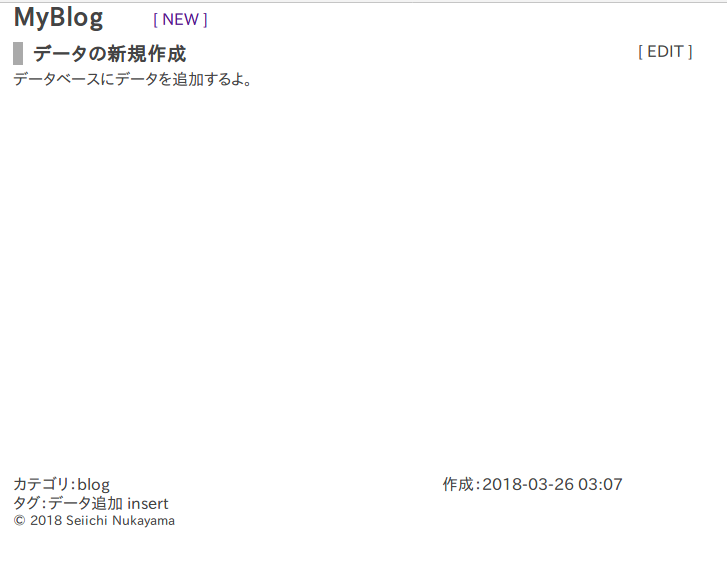 MyBlog [ NEW ]
データの新規作成 [ EDIT ]
データベースにデータを追加するよ。
カテゴリ：blog 作成：2018-03-26 03:07
タグ：データ追加 insert
© 2018 Seiichi Nukayama